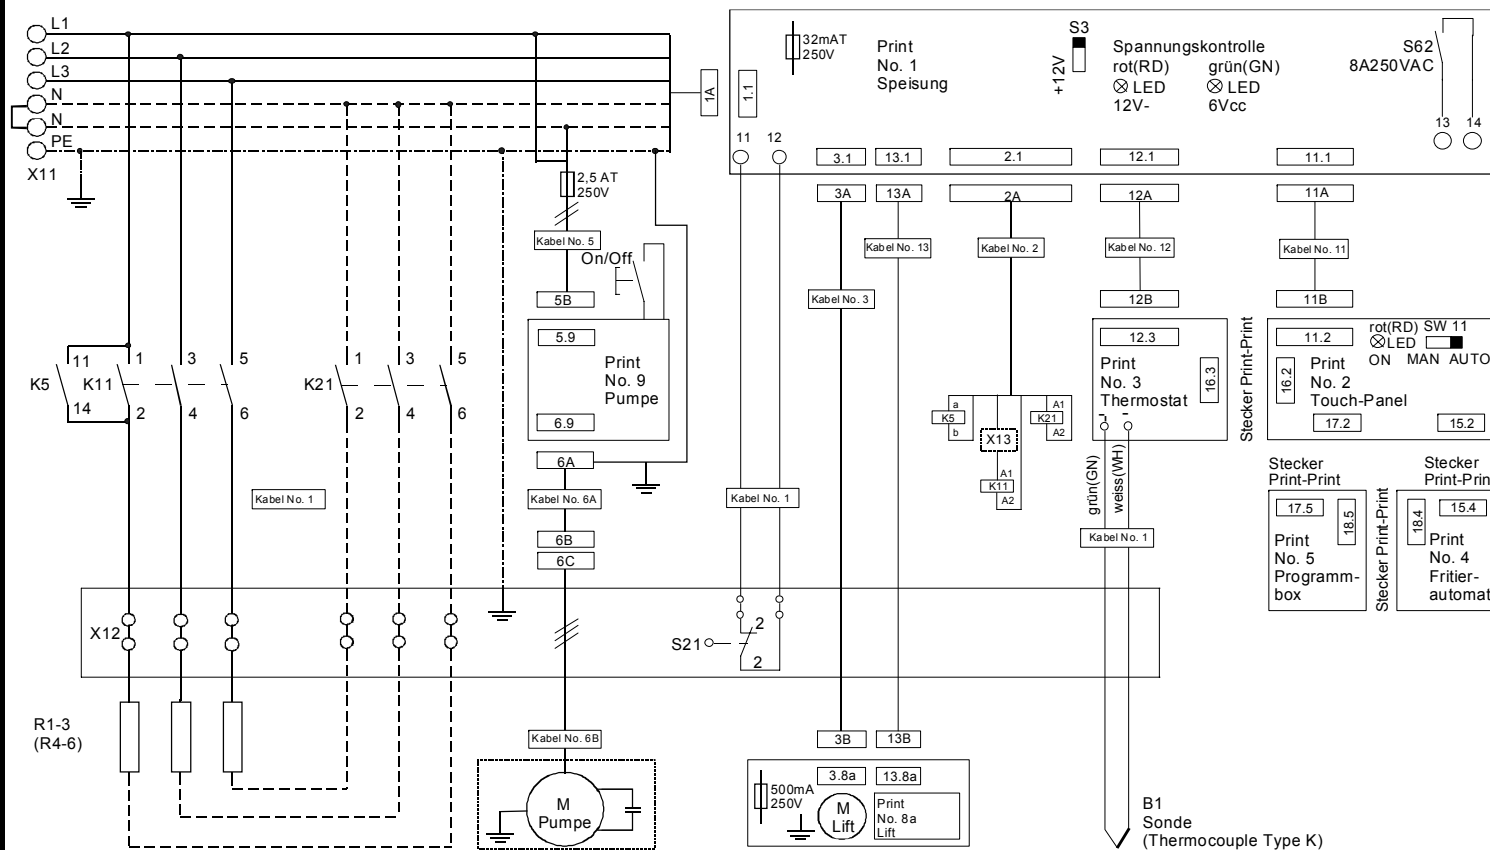 L1
L2
L3
N
N
PE
X11
1A
1.1
32mAT
250V
Print
No. 1
Speisung
S3
+12V
Spannungskontrolle
rot(RD) grün(GN)
LED LED
12V- 6Vcc
S62
8A250VAC
13 14
11 12
3.1 13.1 2.1 12.1 11.1
3A 13A 2A 12A 11A
2,5 AT
250V
Kabel No. 5
On/Off
Kabel No. 13
Kabel No. 2
Kabel No. 12
Kabel No. 11
Kabel No. 3
5B
12B
11B
5.9
Print
No. 9
Pumpe
6.9
6A
12.3
Print
No. 3
Thermostat
16.3
Stecker Print-Print
11.2
rot(RD) SW 11
LED
ON MAN AUTO
16.2
Print
No. 2
Touch-Panel
17.2 15.2
K5
11
14
K11
1 3 5
2 4 6
K21
1 3 5
2 4 6
a
K5
b
X13
A1
K21
A2
A1
K11
A2
grün(GN)
weiss(WH)
Stecker
Print-Print
Stecker
Print-Prin
17.5
18.5
Print
No. 5
Programm-
box
Stecker Print-Print
18.4
15.4
Print
No. 4
Fritier-
automat
Kabel No. 1
Kabel No. 6A
Kabel No. 1
Kabel No. 1
6B
6C
X12
S21
2
2
R1-3
(R4-6)
Kabel No. 6B
3B 13B
M
Pumpe
500mA
250V
3.8a 13.8a
M
Lift
Print
No. 8a
Lift
B1
Sonde
(Thermocouple Type K)